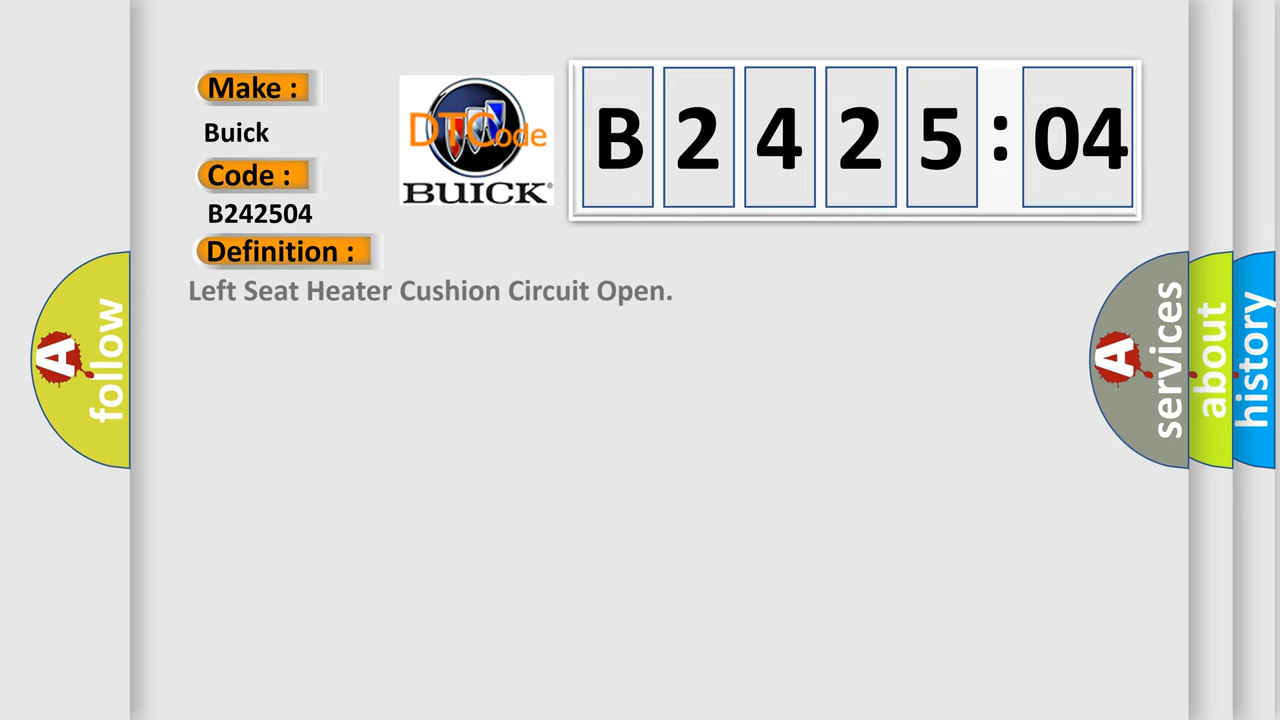 Make :
Buick
Code :
B242504
Definition :
Left Seat Heater Cushion Circuit Open.
DTCode
BUICK®
B 2 4 2 5 : 04
A follow
A services
about
history